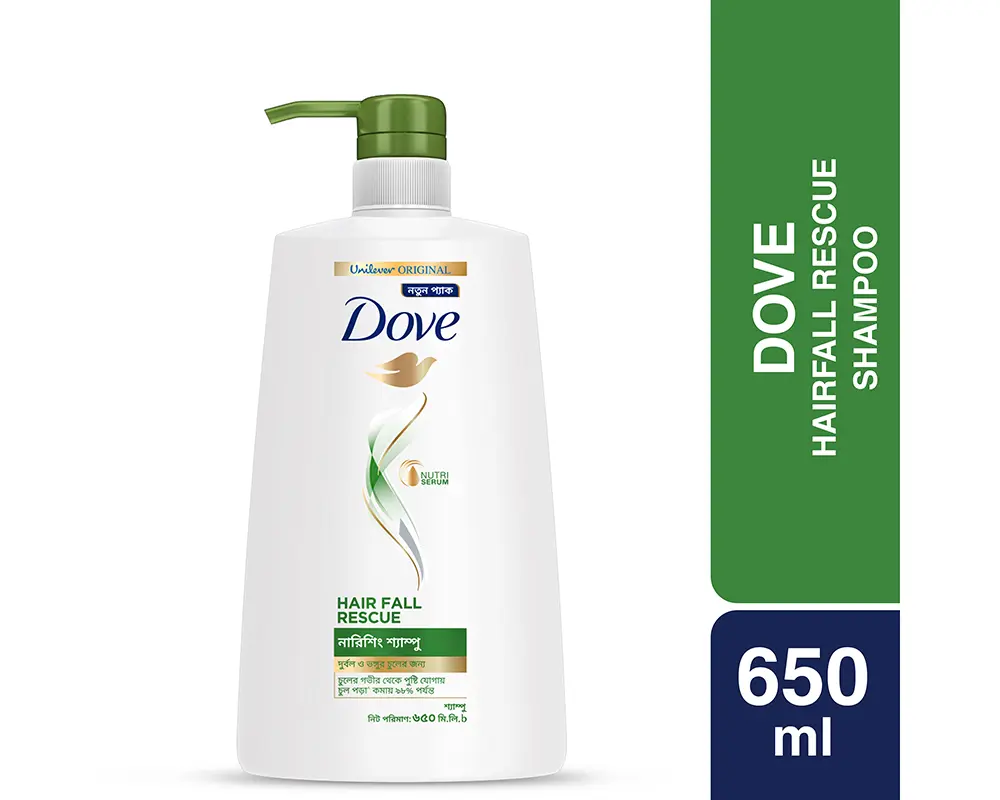 Unilever ORIGINAL
নতুন প্যাক
Dove
NUTRI
SERUM
HAIR FALL
RESCUE
নারিশিং শ্যাম্পু
দুর্বল ও ভঙ্গুর চুলের জন্য
চুলের গভীর থেকে পুষ্টি যোগায়
চুল পড়া* কমায় ৯৮% পর্যন্ত
শ্যাম্পু
নিট পরিমাণ: ৬৫০ মি.লি.b
DOVE
HAIRFALL RESCUE
SHAMPOO
650
ml